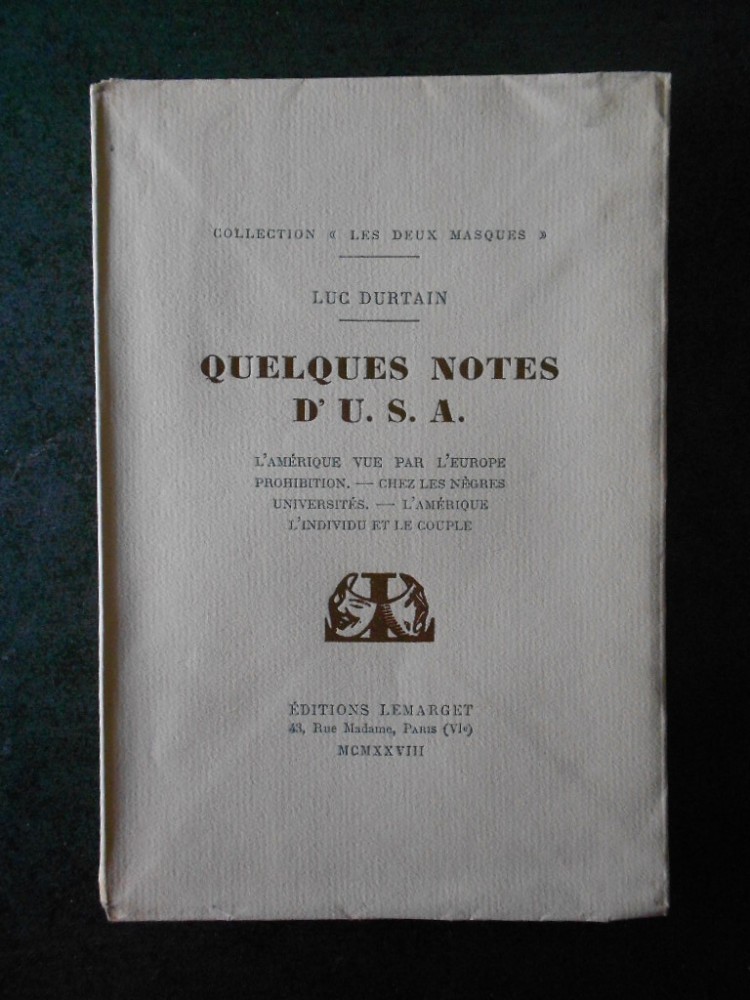 COLLECTION « LES DEUX MASQUES »
LUC DURTAIN
QUELQUES NOTES
D'U. S. A.
L'AMÉRIQUE VUE PAR L'EUROPE
PROHIBITION. — CHEZ LES NÈGRES
UNIVERSITÉS. — L'AMÉRIQUE
L'INDIVIDU ET LE COUPLE
ÉDITIONS LEMARGET
43, Rue Madame, Paris (VIe)
MCMXXVIII